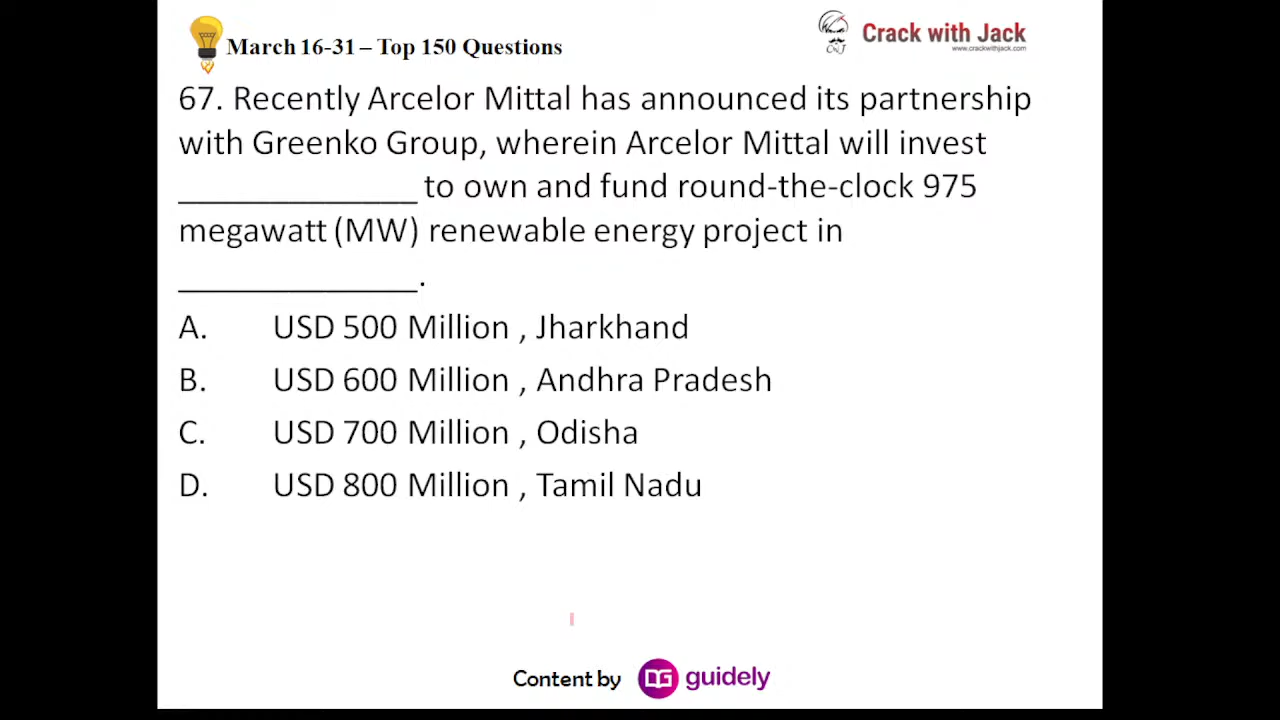 March 16-31 – Top 150 Questions
Crack with Jack
www.crackwithjack.com
CwJ
67. Recently Arcelor Mittal has announced its partnership
with Greenko Group, wherein Arcelor Mittal will invest
______________ to own and fund round-the-clock 975
megawatt (MW) renewable energy project in
______________.
A. USD 500 Million , Jharkhand
B. USD 600 Million , Andhra Pradesh
C. USD 700 Million , Odisha
D. USD 800 Million , Tamil Nadu
Content by guidely